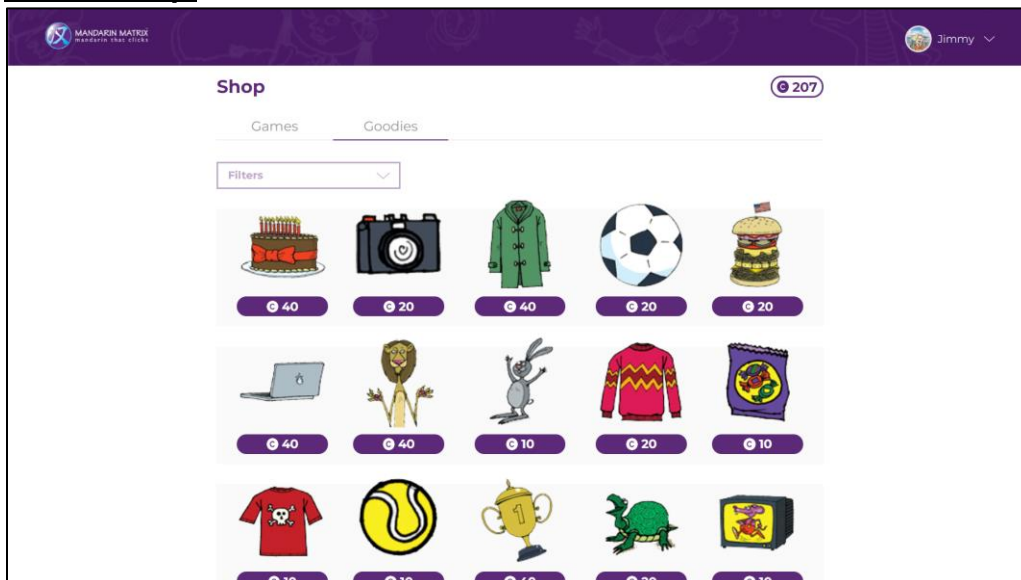 MANDARIN MATRIX
mandarin that clicks
Jimmy
Shop
C 207
Games Goodies
Filters
C 40 C 20 C 40 C 20 C 20
C 40 C 40 C 10 C 20 C 10
1